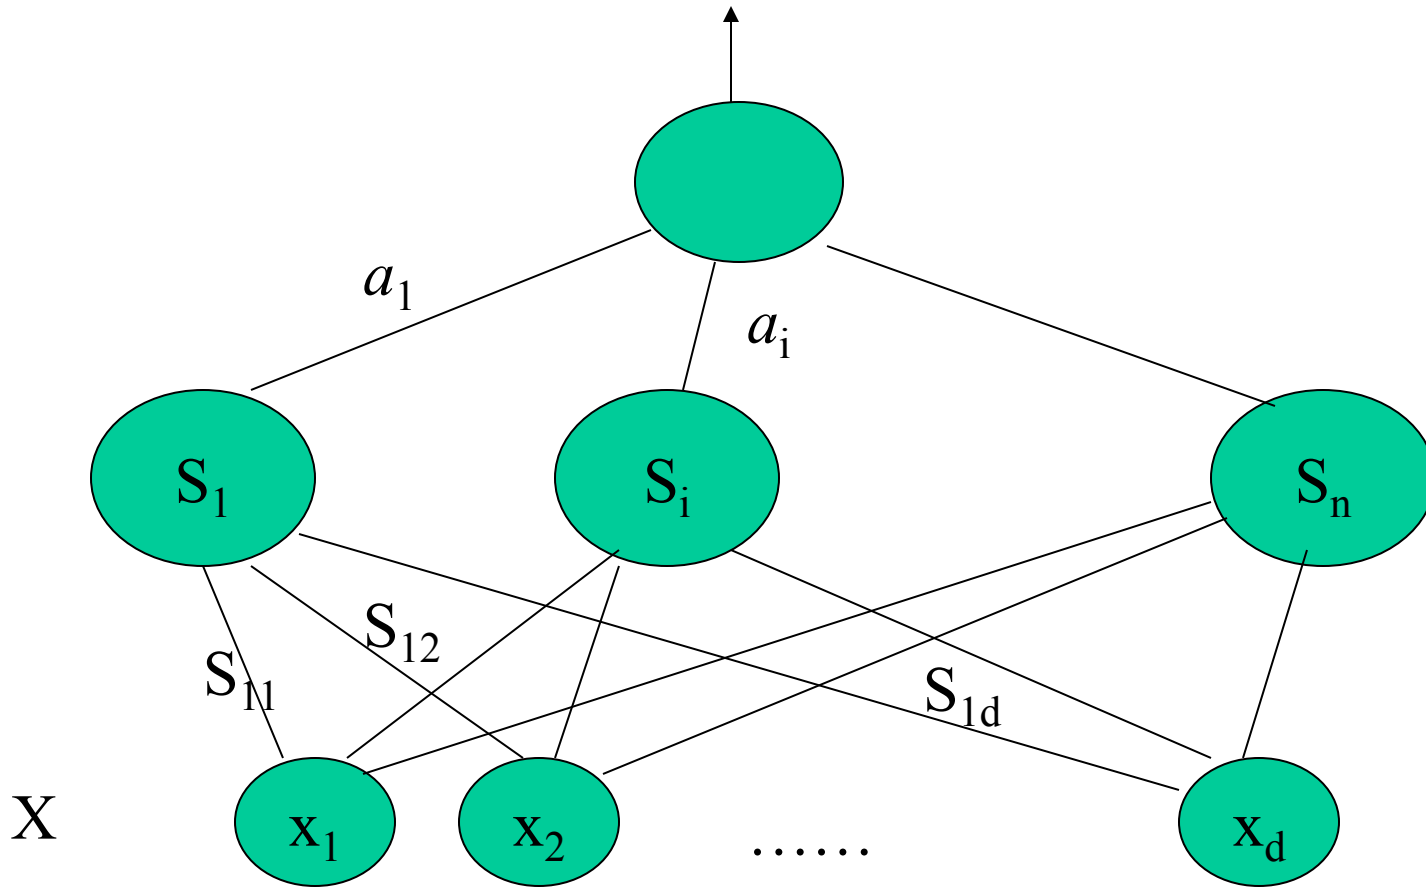 a₁
aᵢ
S₁ Sᵢ Sₙ
S₁₂
S₁₁
S₁d
X x₁ x₂ …… xd